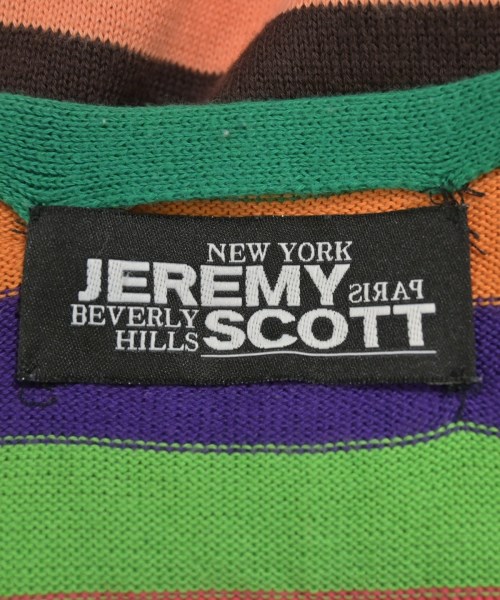 NEW YORK
JEREMY PARIS
BEVERLY HILLS SCOTT